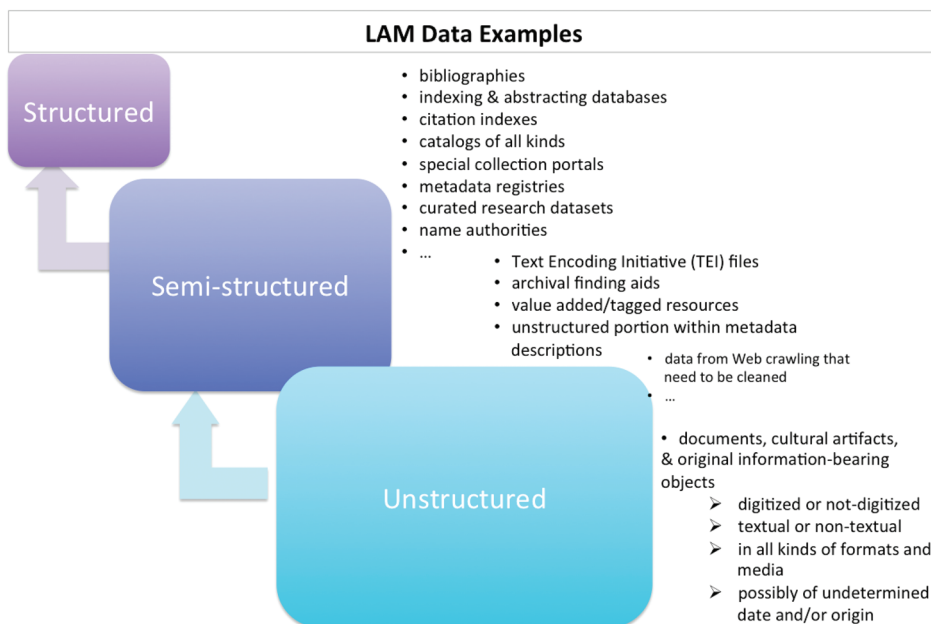 LAM Data Examples
Structured
• bibliographies
• indexing & abstracting databases
• citation indexes
• catalogs of all kinds
• special collection portals
• metadata registries
• curated research datasets
• name authorities
• ...
Semi-structured
• Text Encoding Initiative (TEI) files
• archival finding aids
• value added/tagged resources
• unstructured portion within metadata
descriptions
• data from Web crawling that
need to be cleaned
• ...
Unstructured
• documents, cultural artifacts,
& original information-bearing
objects
➢ digitized or not-digitized
➢ textual or non-textual
➢ in all kinds of formats and
media
➢ possibly of undetermined
date and/or origin